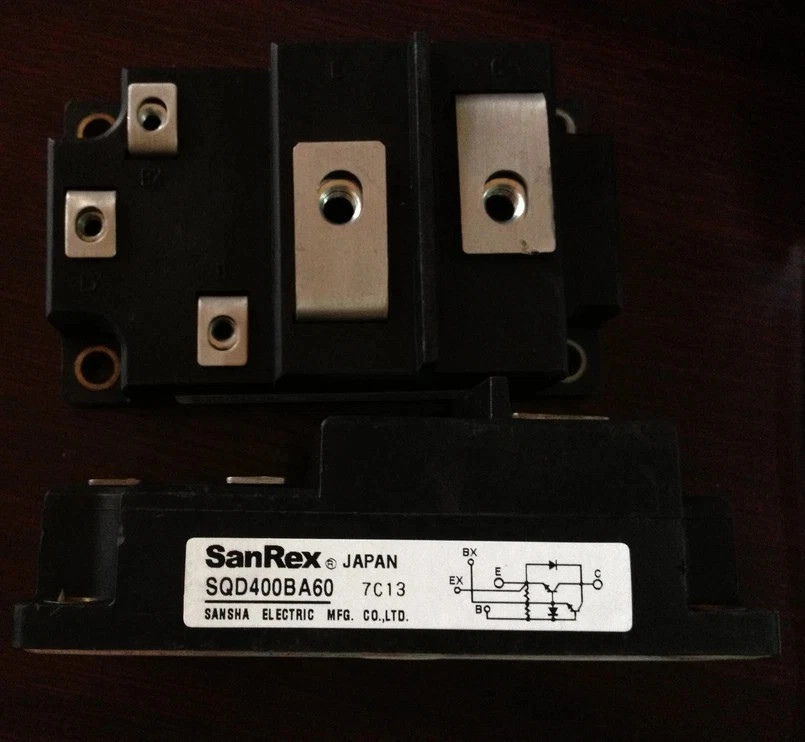 SanRex ® JAPAN
SQD400BA60 7C13
SANSHA ELECTRIC MFG. CO.,LTD.
BX
E
C
EX
B